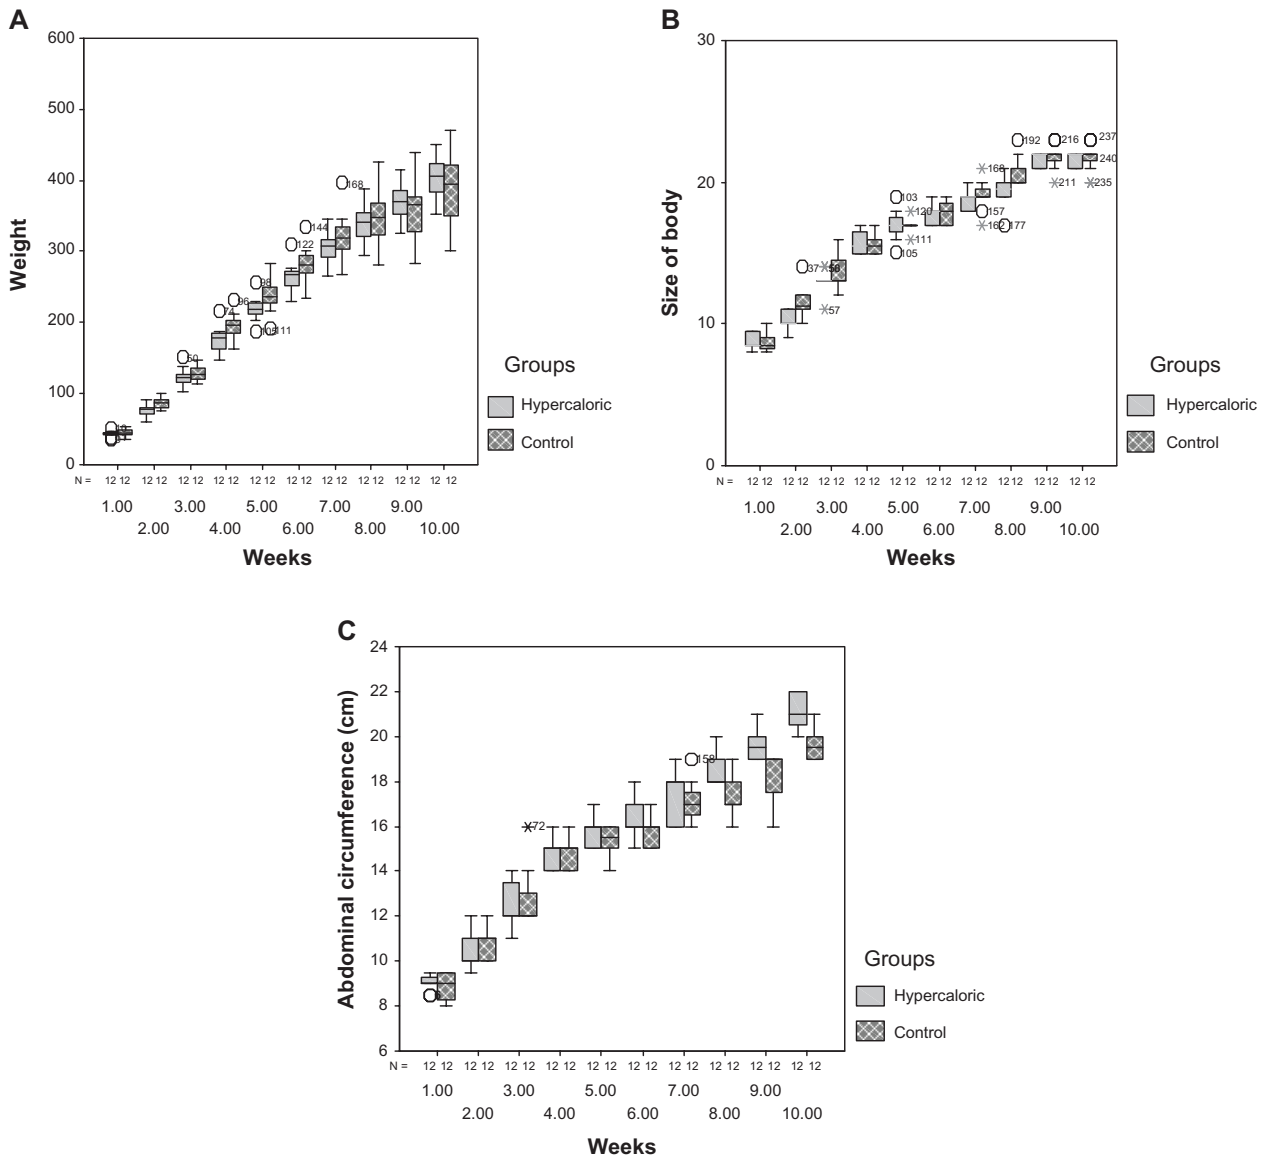 A
600
500
400
300
200
100
0
Weight
168
144
122
98
96
74
105
111
50
N =
12 12 12 12 12 12 12 12 12 12 12 12 12 12 12 12 12 12 12 12
1.00 3.00 5.00 7.00 9.00
2.00 4.00 6.00 8.00 10.00
Weeks
Groups
Hypercaloric
Control
B
30
20
10
0
Size of body
192
216
237
168
240
211
235
103
120
157
162
177
111
105
37
58
57
N =
12 12 12 12 12 12 12 12 12 12 12 12 12 12 12 12 12 12 12 12
1.00 3.00 5.00 7.00 9.00
2.00 4.00 6.00 8.00 10.00
Weeks
Groups
Hypercaloric
Control
C
24
22
20
18
16
14
12
10
8
6
Abdominal circumference (cm)
158
72
N =
12 12 12 12 12 12 12 12 12 12 12 12 12 12 12 12 12 12 12 12
1.00 3.00 5.00 7.00 9.00
2.00 4.00 6.00 8.00 10.00
Weeks
Groups
Hypercaloric
Control